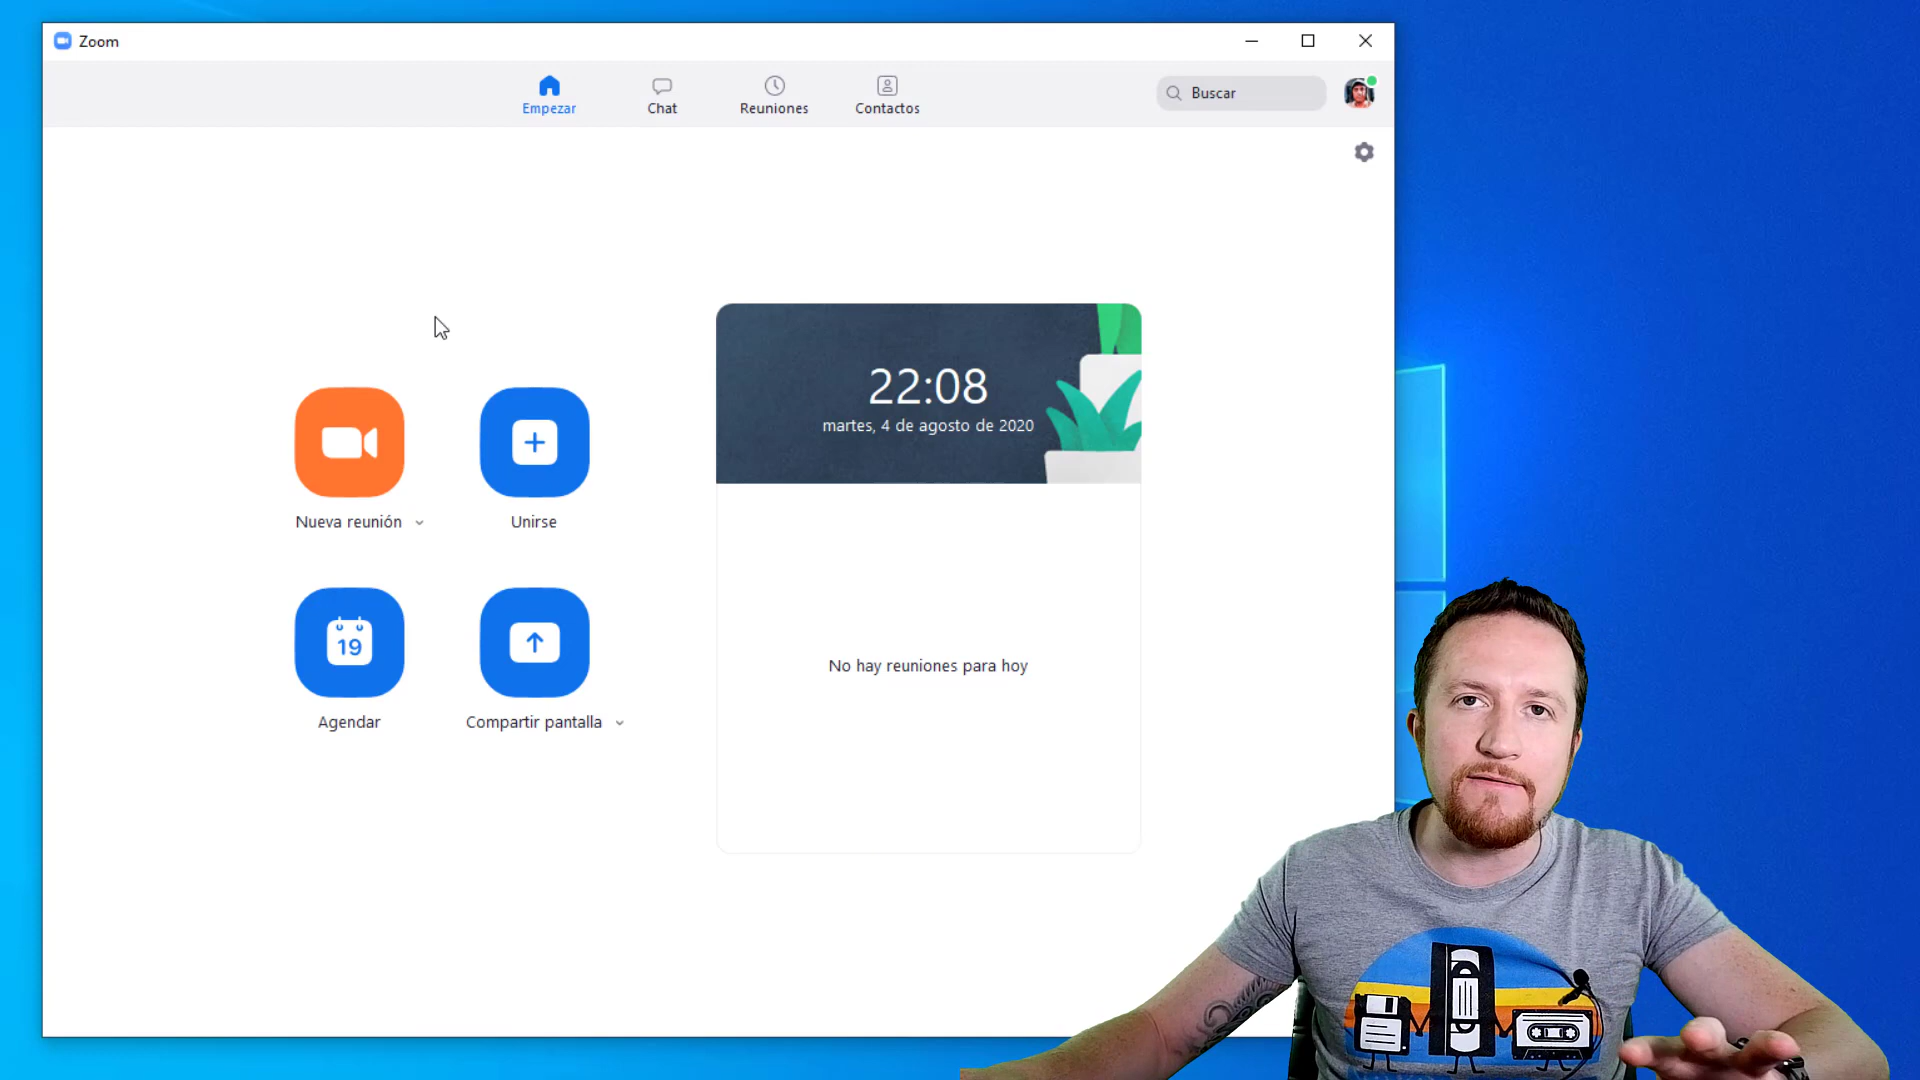 Zoom
Empezar
Chat
Reuniones
Contactos
Buscar
22:08
martes, 4 de agosto de 2020
Nueva reunión
Unirse
19
Agendar
Compartir pantalla
No hay reuniones para hoy